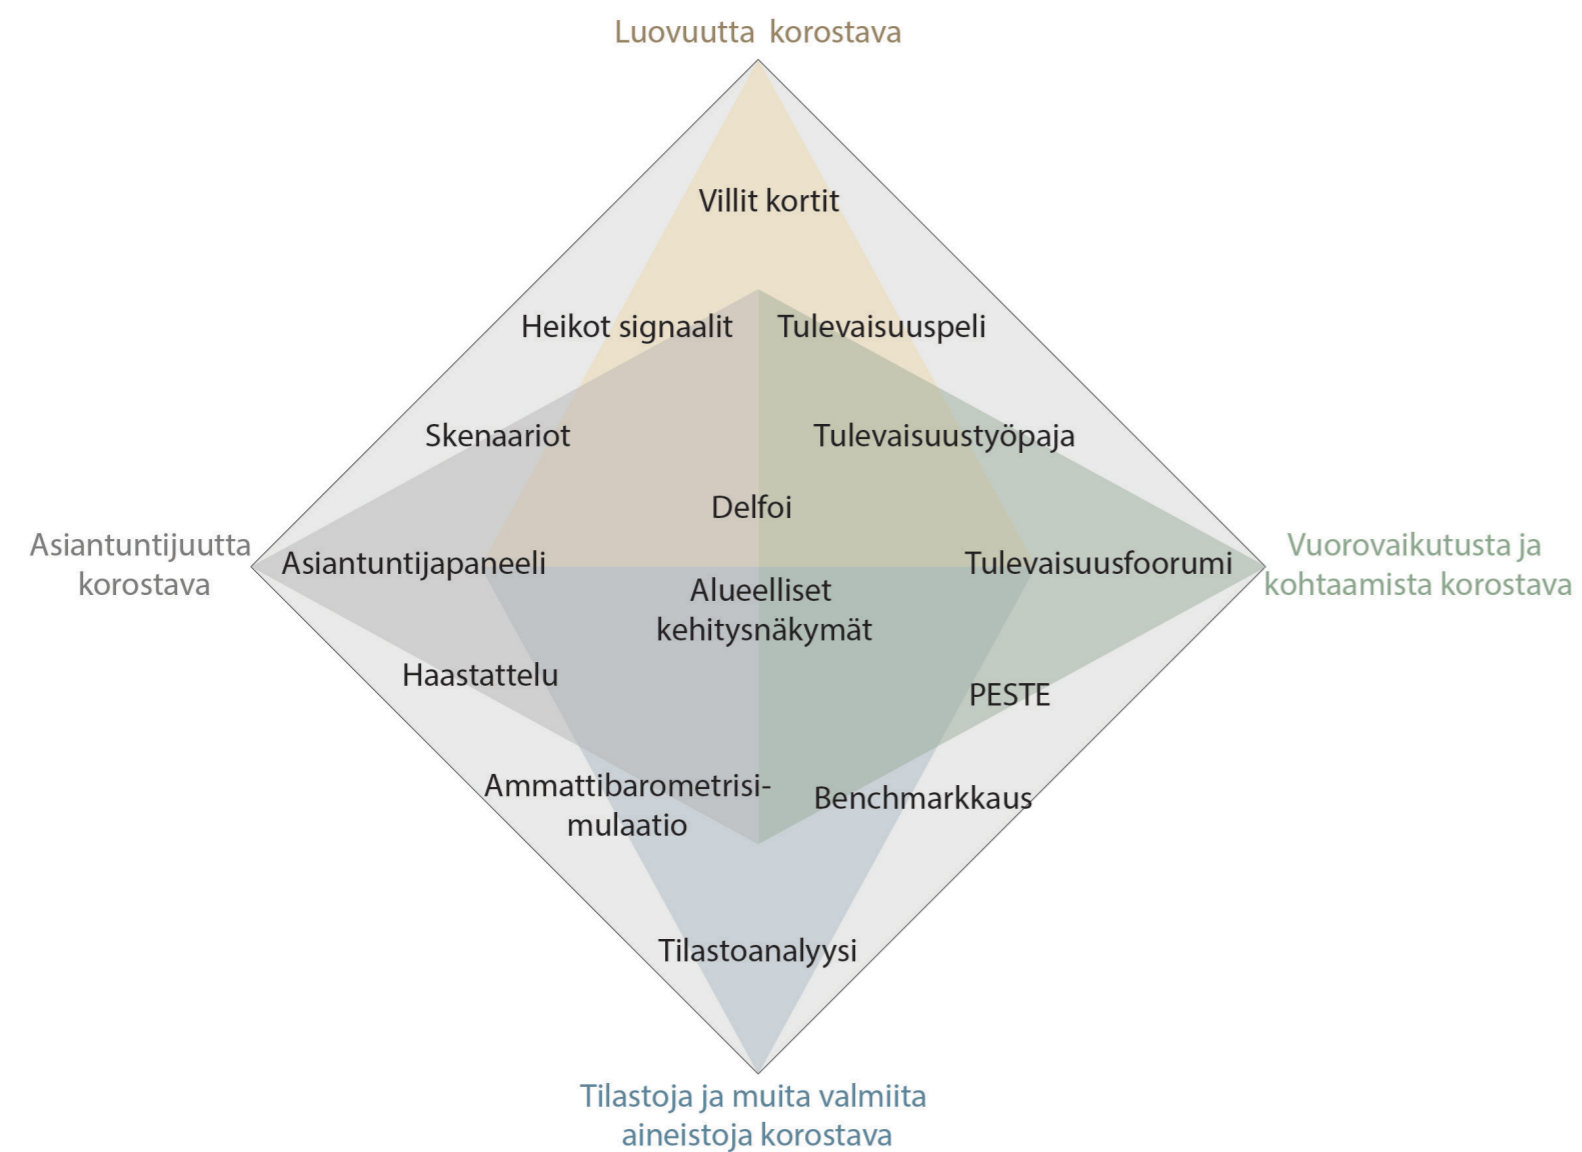 Luovuutta korostava
Villit kortit
Heikot signaalit
Tulevaisuuspeli
Skenaariot
Tulevaisuustyöpaja
Delfoi
Asiantuntijuutta
korostava
Asiantuntijapaneeli
Tulevaisuusfoorumi
Vuorovaikutusta ja
kohtaamista korostava
Alueelliset
kehitysnäkymät
Haastattelu
PESTE
Ammattibarometrisi-
mulaatio
Benchmarkkaus
Tilastoanalyysi
Tilastoja ja muita valmiita
aineistoja korostava